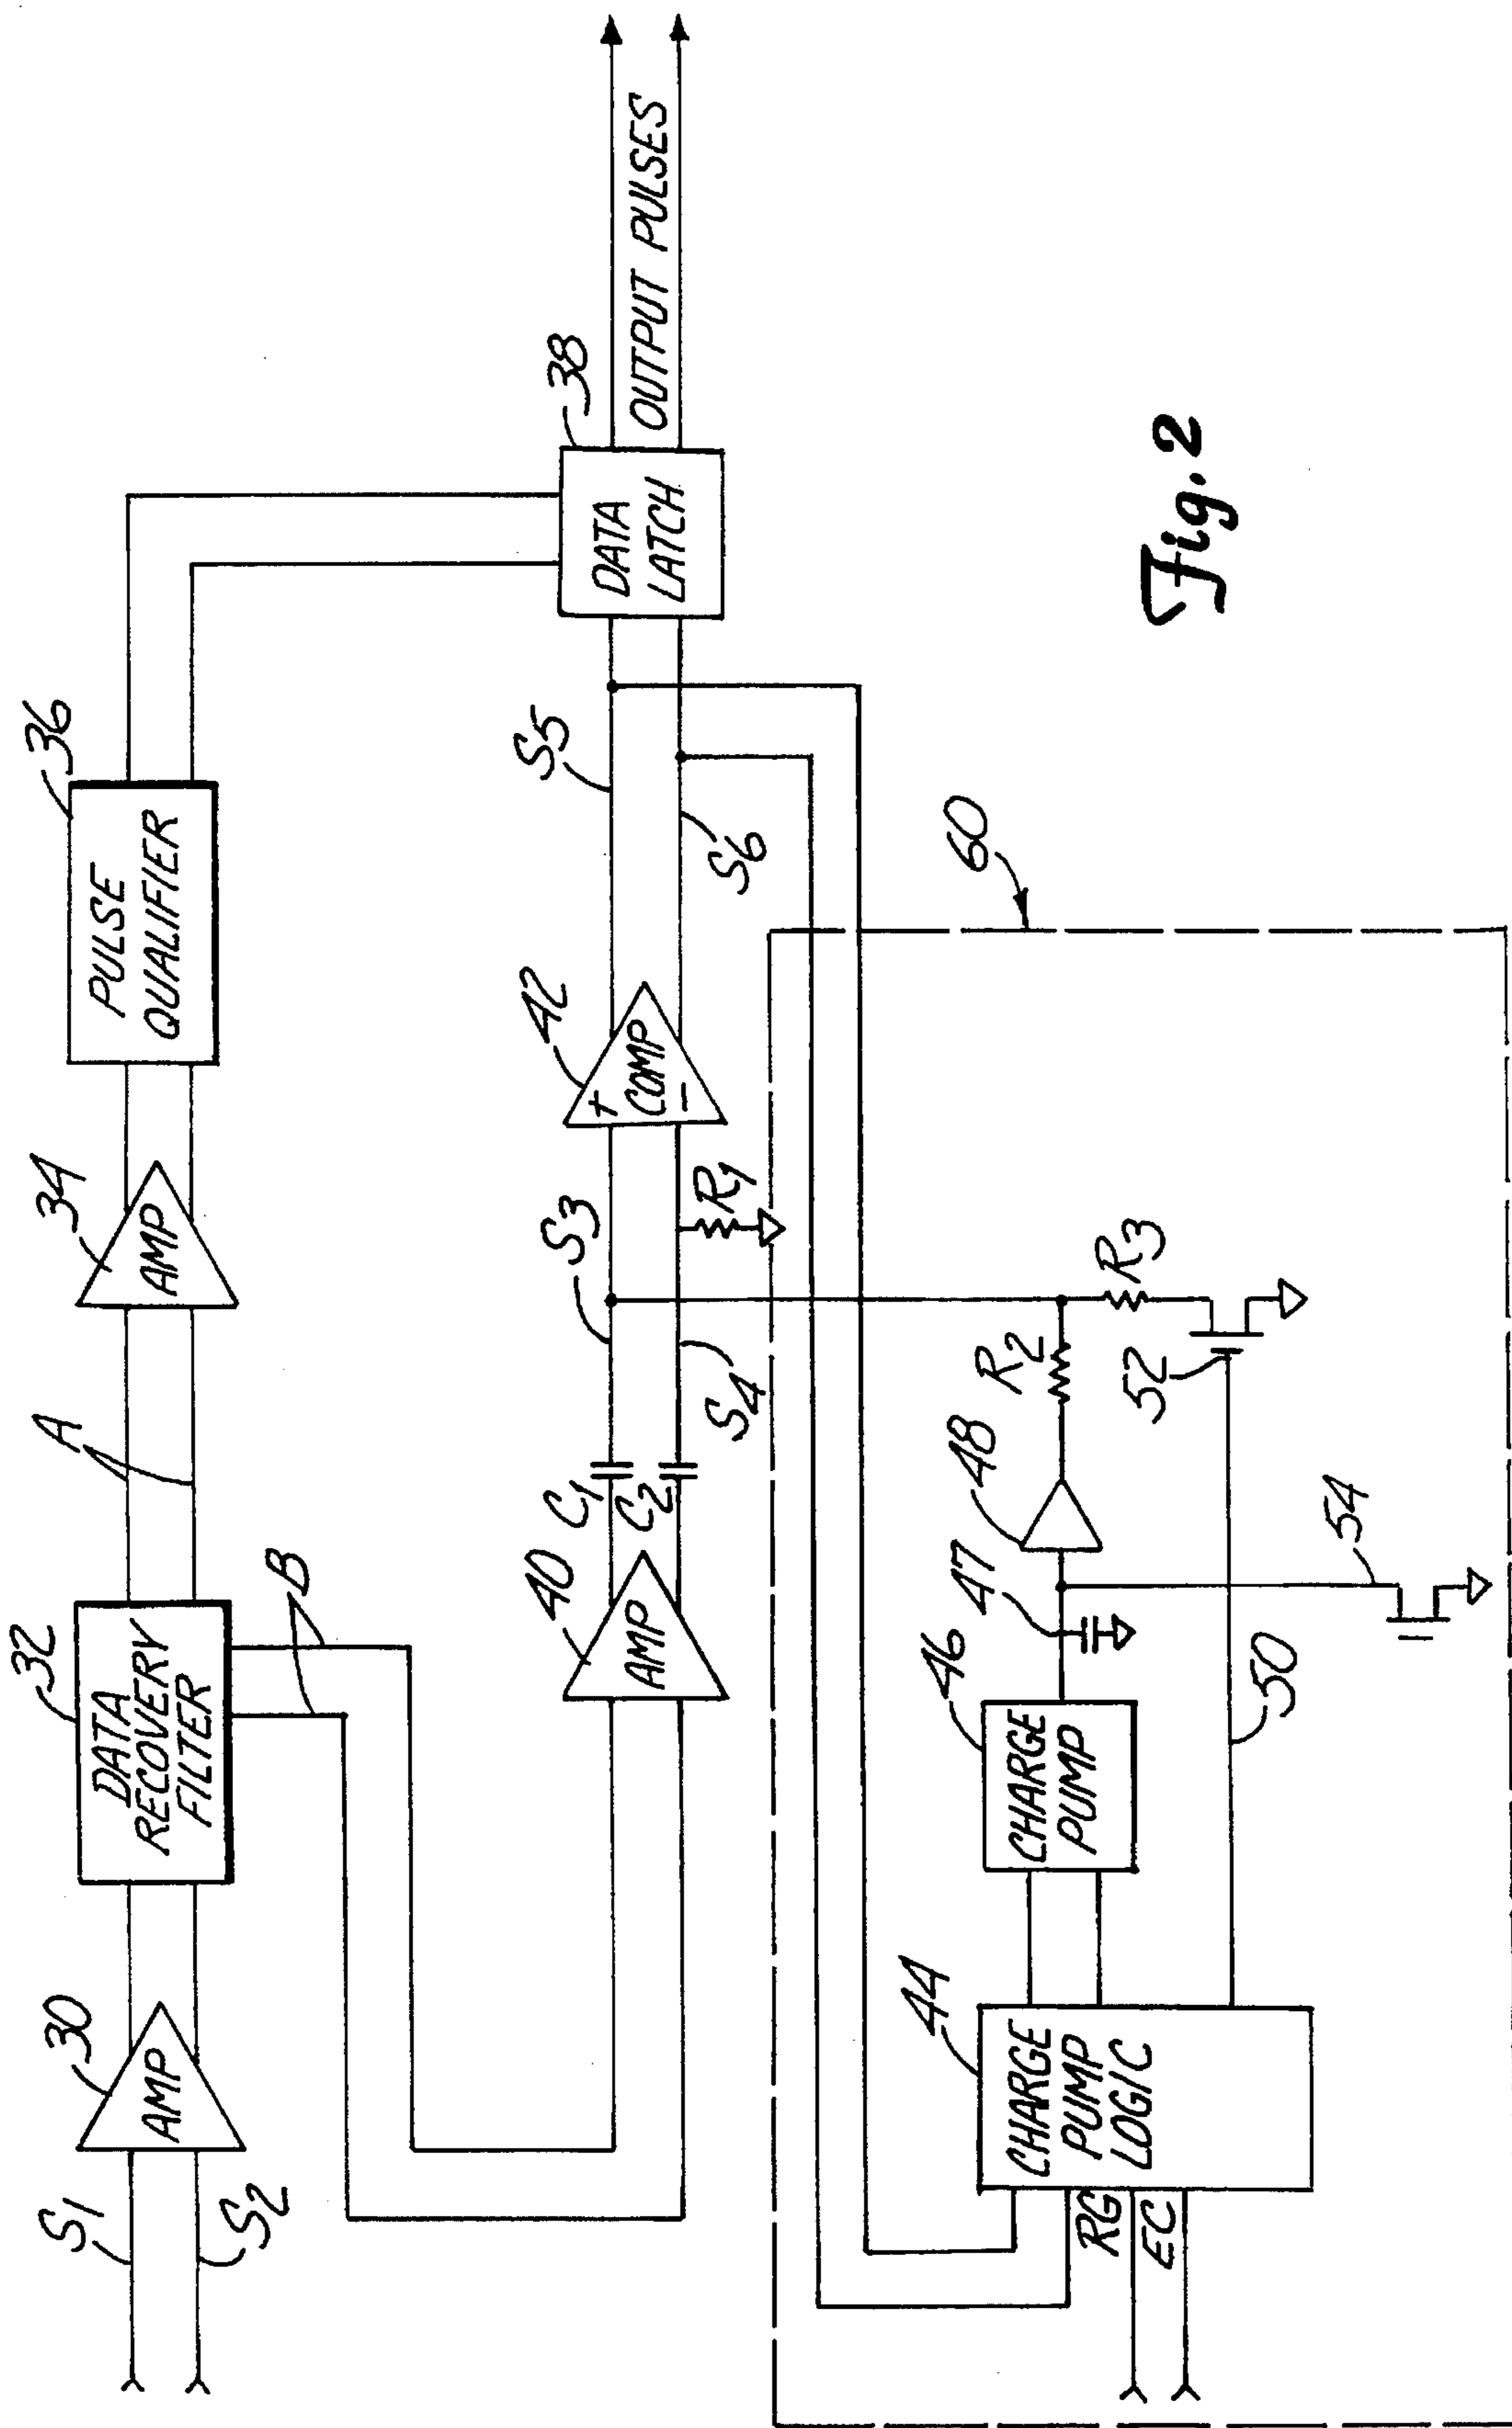 S1
S2
30
AMP
32
DATA
RECOVERY
FILTER
A
B
34
AMP
36
PULSE
QUALIFIER
40
AMP
C1
C2
S3
S4
R1
42
+
COMP
−
S5
S6
38
DATA
LATCH
OUTPUT PULSES
60
44
CHARGE
PUMP
LOGIC
RG
EC
46
CHARGE
PUMP
47
48
R2
R3
52
50
54
Fig. 2